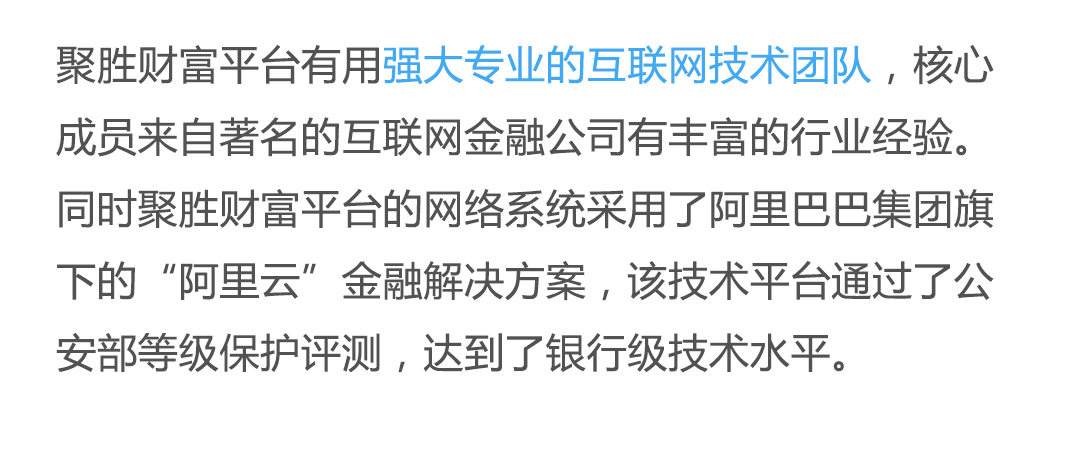 聚胜财富平台有用强大专业的互联网技术团队，核心
成员来自著名的互联网金融公司有丰富的行业经验。
同时聚胜财富平台的网络系统采用了阿里巴巴集团旗
下的“阿里云”金融解决方案，该技术平台通过了公
安部等级保护评测，达到了银行级技术水平。